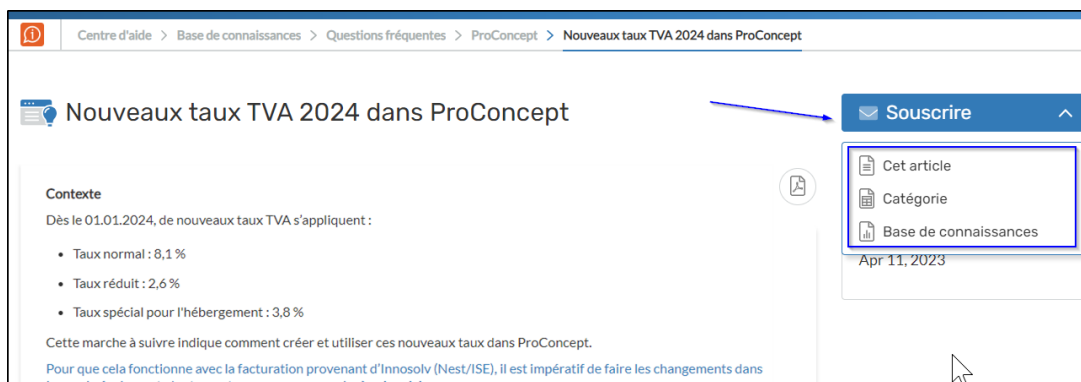 Centre d'aide > Base de connaissances > Questions fréquentes > ProConcept > Nouveaux taux TVA 2024 dans ProConcept
Nouveaux taux TVA 2024 dans ProConcept
Souscrire
Cet article
Catégorie
Base de connaissances
Apr 11, 2023
Contexte
Dès le 01.01.2024, de nouveaux taux TVA s'appliquent :
• Taux normal : 8,1 %
• Taux réduit : 2,6 %
• Taux spécial pour l'hébergement : 3,8 %
Cette marche à suivre indique comment créer et utiliser ces nouveaux taux dans ProConcept.
Pour que cela fonctionne avec la facturation provenant d'Innosolv (Nest/ISE), il est impératif de faire les changements dans